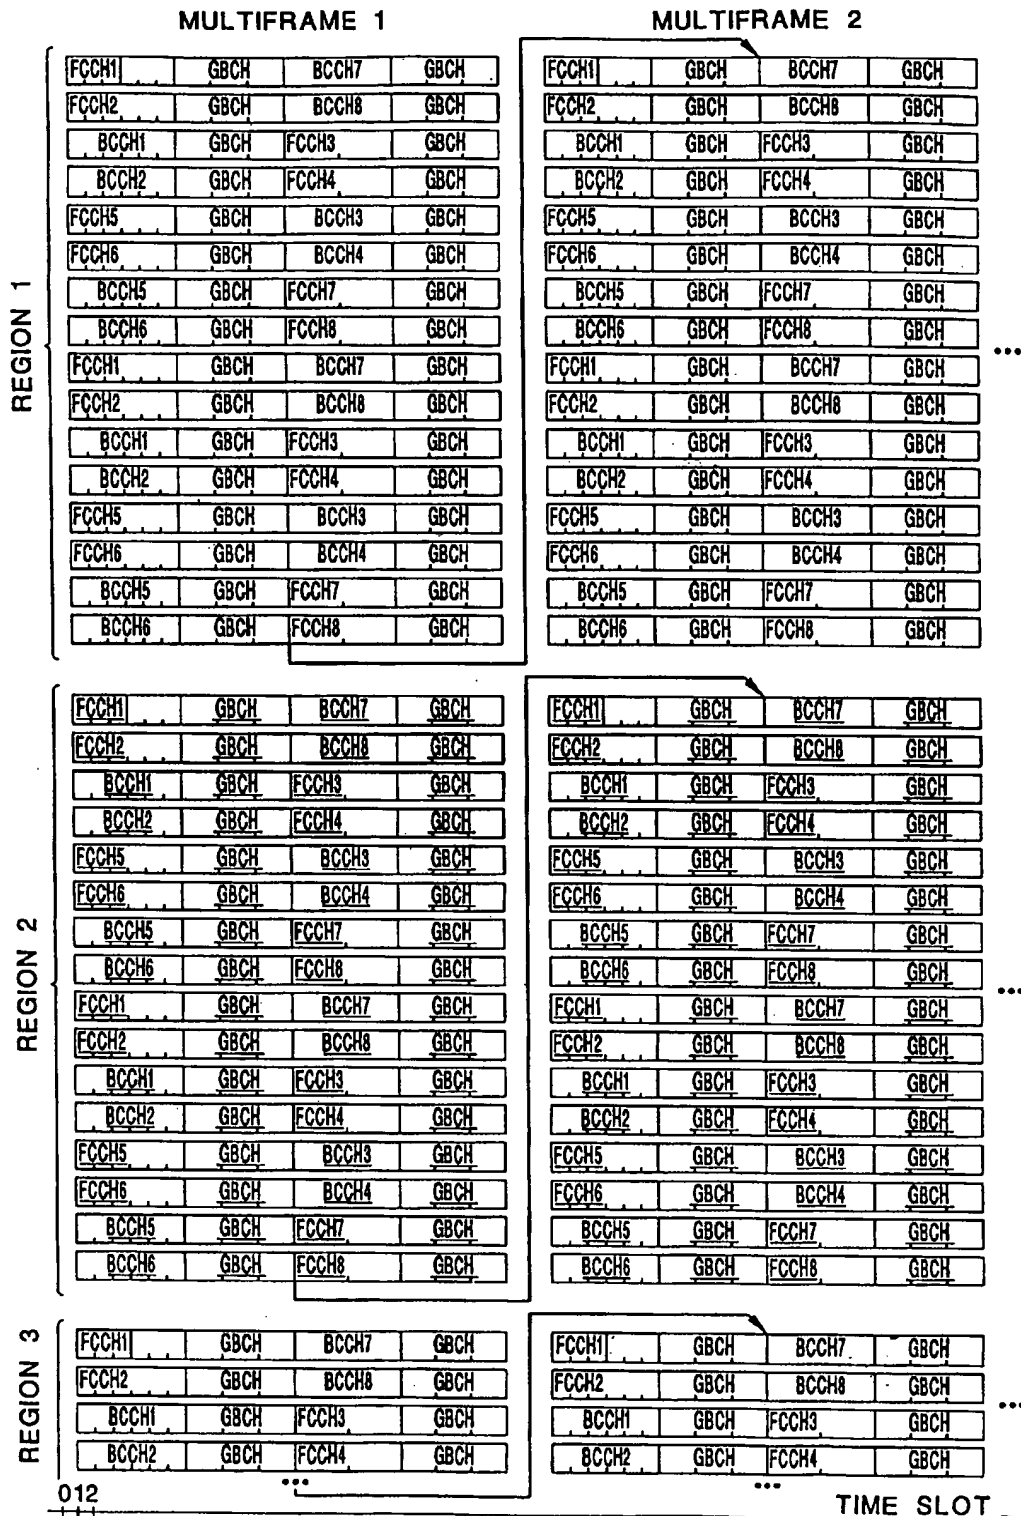 MULTIFRAME 1 MULTIFRAME 2
REGION 1
FCCH1 GBCH BCCH7 GBCH FCCH1 GBCH BCCH7 GBCH
FCCH2 GBCH BCCH8 GBCH FCCH2 GBCH BCCH8 GBCH
BCCH1 GBCH FCCH3 GBCH BCCH1 GBCH FCCH3 GBCH
BCCH2 GBCH FCCH4 GBCH BCCH2 GBCH FCCH4 GBCH
FCCH5 GBCH BCCH3 GBCH FCCH5 GBCH BCCH3 GBCH
FCCH6 GBCH BCCH4 GBCH FCCH6 GBCH BCCH4 GBCH
BCCH5 GBCH FCCH7 GBCH BCCH5 GBCH FCCH7 GBCH
BCCH6 GBCH FCCH8 GBCH BCCH6 GBCH FCCH8 GBCH ...
FCCH1 GBCH BCCH7 GBCH FCCH1 GBCH BCCH7 GBCH
FCCH2 GBCH BCCH8 GBCH FCCH2 GBCH BCCH8 GBCH
BCCH1 GBCH FCCH3 GBCH BCCH1 GBCH FCCH3 GBCH
BCCH2 GBCH FCCH4 GBCH BCCH2 GBCH FCCH4 GBCH
FCCH5 GBCH BCCH3 GBCH FCCH5 GBCH BCCH3 GBCH
FCCH6 GBCH BCCH4 GBCH FCCH6 GBCH BCCH4 GBCH
BCCH5 GBCH FCCH7 GBCH BCCH5 GBCH FCCH7 GBCH
BCCH6 GBCH FCCH8 GBCH BCCH6 GBCH FCCH8 GBCH
REGION 2
FCCH1 GBCH BCCH7 GBCH FCCH1 GBCH BCCH7 GBCH
FCCH2 GBCH BCCH8 GBCH FCCH2 GBCH BCCH8 GBCH
BCCH1 GBCH FCCH3 GBCH BCCH1 GBCH FCCH3 GBCH
BCCH2 GBCH FCCH4 GBCH BCCH2 GBCH FCCH4 GBCH
FCCH5 GBCH BCCH3 GBCH FCCH5 GBCH BCCH3 GBCH
FCCH6 GBCH BCCH4 GBCH FCCH6 GBCH BCCH4 GBCH
BCCH5 GBCH FCCH7 GBCH BCCH5 GBCH FCCH7 GBCH
BCCH6 GBCH FCCH8 GBCH BCCH6 GBCH FCCH8 GBCH ...
FCCH1 GBCH BCCH7 GBCH FCCH1 GBCH BCCH7 GBCH
FCCH2 GBCH BCCH8 GBCH FCCH2 GBCH BCCH8 GBCH
BCCH1 GBCH FCCH3 GBCH BCCH1 GBCH FCCH3 GBCH
BCCH2 GBCH FCCH4 GBCH BCCH2 GBCH FCCH4 GBCH
FCCH5 GBCH BCCH3 GBCH FCCH5 GBCH BCCH3 GBCH
FCCH6 GBCH BCCH4 GBCH FCCH6 GBCH BCCH4 GBCH
BCCH5 GBCH FCCH7 GBCH BCCH5 GBCH FCCH7 GBCH
BCCH6 GBCH FCCH8 GBCH BCCH6 GBCH FCCH8 GBCH
REGION 3
FCCH1 GBCH BCCH7 GBCH FCCH1 GBCH BCCH7 GBCH
FCCH2 GBCH BCCH8 GBCH FCCH2 GBCH BCCH8 GBCH ...
BCCH1 GBCH FCCH3 GBCH BCCH1 GBCH FCCH3 GBCH
BCCH2 GBCH FCCH4 GBCH BCCH2 GBCH FCCH4 GBCH
... ...
012 TIME SLOT